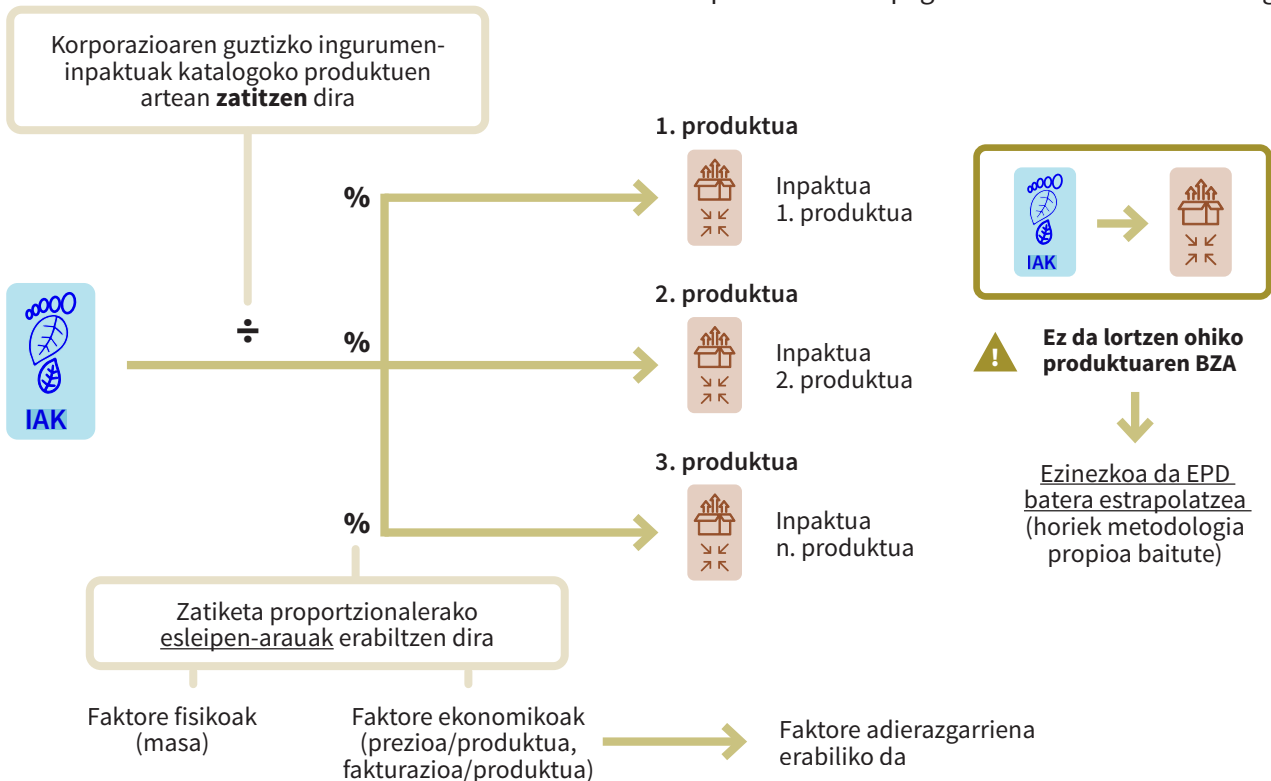 Korporazioaren guztizko ingurumen-
inpaktuak katalogoko produktuen
artean zatitzen dira
÷
IAK
%
%
%
1. produktua
Inpaktua
1. produktua
2. produktua
Inpaktua
2. produktua
3. produktua
Inpaktua
n. produktua
IAK
Ez da lortzen ohiko
produktuaren BZA
Ezinezkoa da EPD
batera estrapolatzea
(horiek metodologia
propioa baitute)
Zatiketa proportzionalerako
esleipen-arauak erabiltzen dira
Faktore fisikoak
(masa)
Faktore ekonomikoak
(prezioa/produktua,
fakturazioa/produktua)
Faktore adierazgarriena
erabiliko da